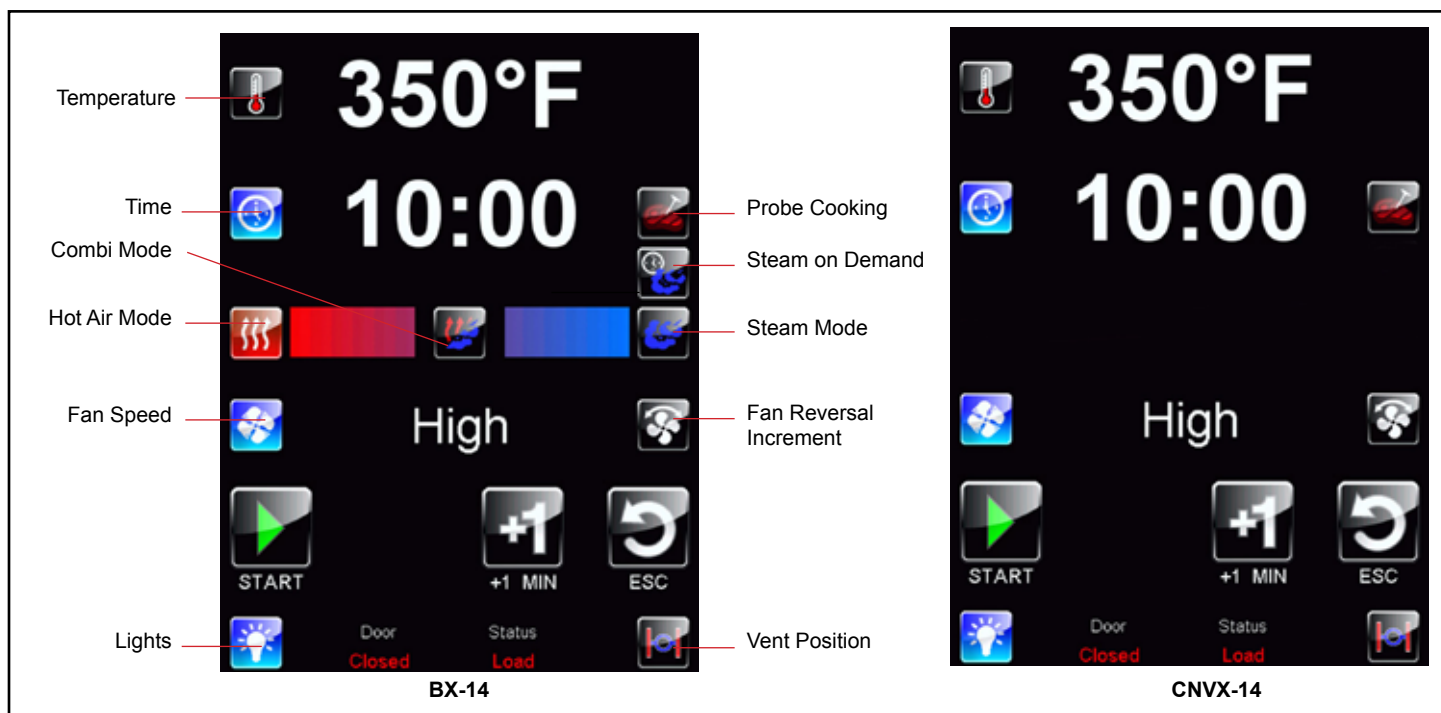 Temperature
350°F
Time
10:00
Probe Cooking
Combi Mode
Steam on Demand
Hot Air Mode
Steam Mode
Fan Speed
High
Fan Reversal
Increment
START
+1
+1 MIN
ESC
Lights
Door
Status
Closed
Load
Vent Position
BX-14
350°F
10:00
High
START
+1
+1 MIN
ESC
Door
Status
Closed
Load
CNVX-14